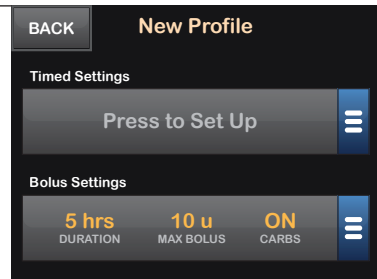 BACK New Profile
Timed Settings
Press to Set Up
Bolus Settings
5 hrs 10 u ON
DURATION MAX BOLUS CARBS